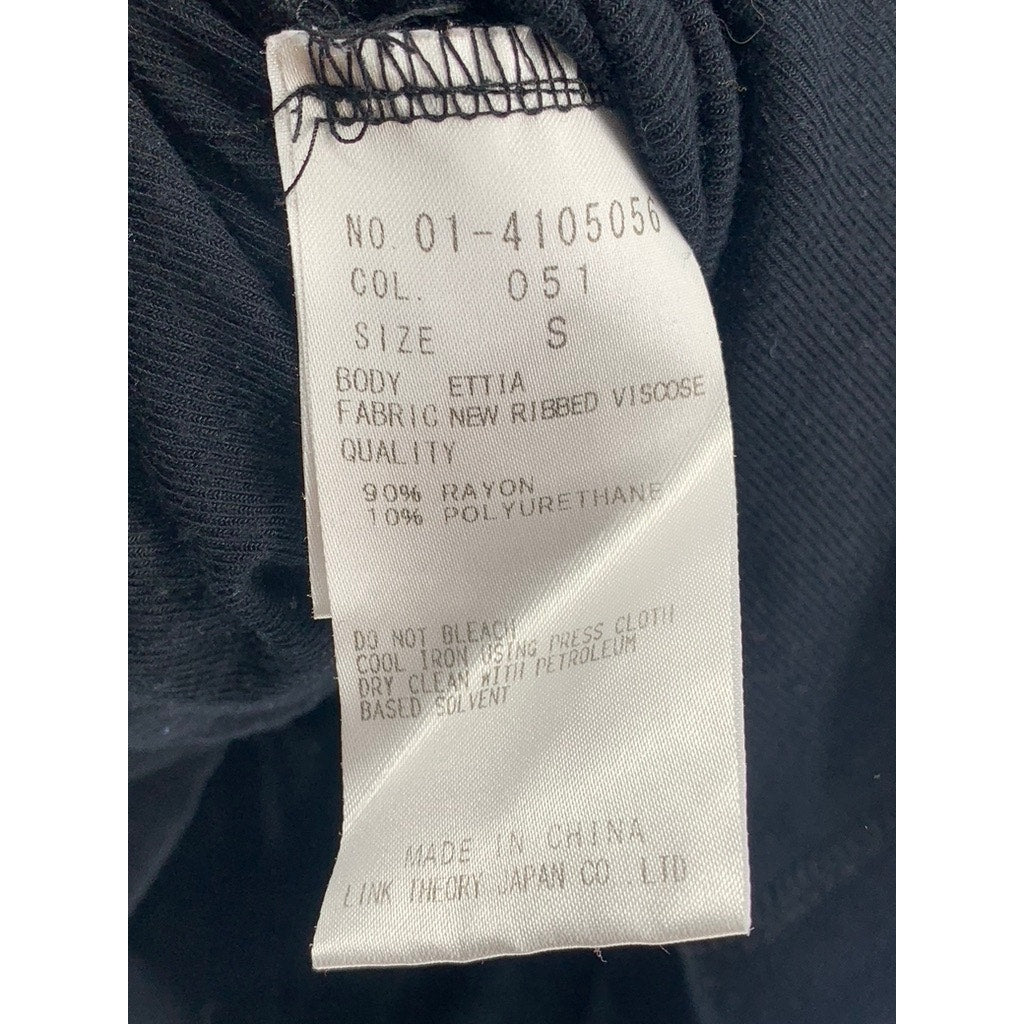 NO. 01-4105056
COL. 051
SIZE S
BODY ETTIA
FABRIC NEW RIBBED VISCOSE
QUALITY
90% RAYON
10% POLYURETHANE
DO NOT BLEACH
COOL IRON USING PRESS CLOTH
DRY CLEAN WITH PETROLEUM
BASED SOLVENT
MADE IN CHINA
LINK THEORY JAPAN CO .LTD